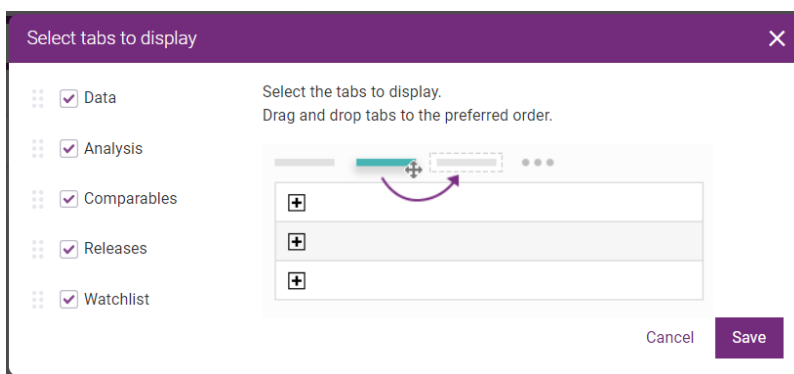 Select tabs to display
Data
Analysis
Comparables
Releases
Watchlist
Select the tabs to display.
Drag and drop tabs to the preferred order.
Cancel
Save